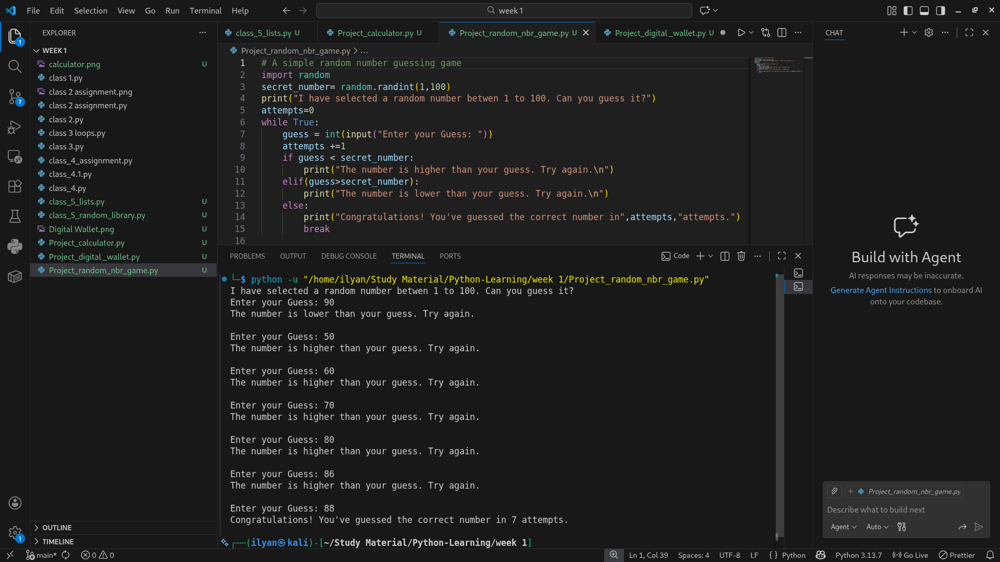 File Edit Selection View Go Run Terminal Help
week 1
EXPLORER
WEEK 1
calculator.png U
class 1.py
class 2 assignment.png
class 2 assignment.py
class 2.py
class 3 loops.py
class 3.py
class_4_assignment.py
class_4.1.py
class_4.py
class_5_lists.py U
class_5_random_library.py U
Digital Wallet.png U
Project_calculator.py U
Project_digital _wallet.py U
Project_random_nbr_game.py U
OUTLINE
TIMELINE
1
7
1
class_5_lists.py U
Project_calculator.py U
Project_random_nbr_game.py U
Project_digital _wallet.py U
Project_random_nbr_game.py > ...
1 # A simple random number guessing game
2 import random
3 secret_number= random.randint(1,100)
4 print("I have selected a random number betwen 1 to 100. Can you guess it?")
5 attempts=0
6 while True:
7 guess = int(input("Enter your Guess: "))
8 attempts +=1
9 if guess < secret_number:
10 print("The number is higher than your guess. Try again.\n")
11 elif(guess>secret_number):
12 print("The number is lower than your guess. Try again.\n")
13 else:
14 print("Congratulations! You've guessed the correct number in",attempts,"attempts.")
15 break
16
PROBLEMS OUTPUT DEBUG CONSOLE TERMINAL PORTS
Code
└─$ python -u "/home/ilyan/Study Material/Python-Learning/week 1/Project_random_nbr_game.py"
I have selected a random number betwen 1 to 100. Can you guess it?
Enter your Guess: 90
The number is lower than your guess. Try again.
Enter your Guess: 50
The number is higher than your guess. Try again.
Enter your Guess: 60
The number is higher than your guess. Try again.
Enter your Guess: 70
The number is higher than your guess. Try again.
Enter your Guess: 80
The number is higher than your guess. Try again.
Enter your Guess: 86
The number is higher than your guess. Try again.
Enter your Guess: 88
Congratulations! You've guessed the correct number in 7 attempts.
┌──(ilyan㉿kali)-[~/Study Material/Python-Learning/week 1]
CHAT
Build with Agent
AI responses may be inaccurate.
Generate Agent Instructions to onboard AI
onto your codebase.
Project_random_nbr_game.py
Describe what to build next
Agent Auto
main* 0 0
Ln 1, Col 39 Spaces: 4 UTF-8 LF { } Python Python 3.13.7 Go Live Prettier